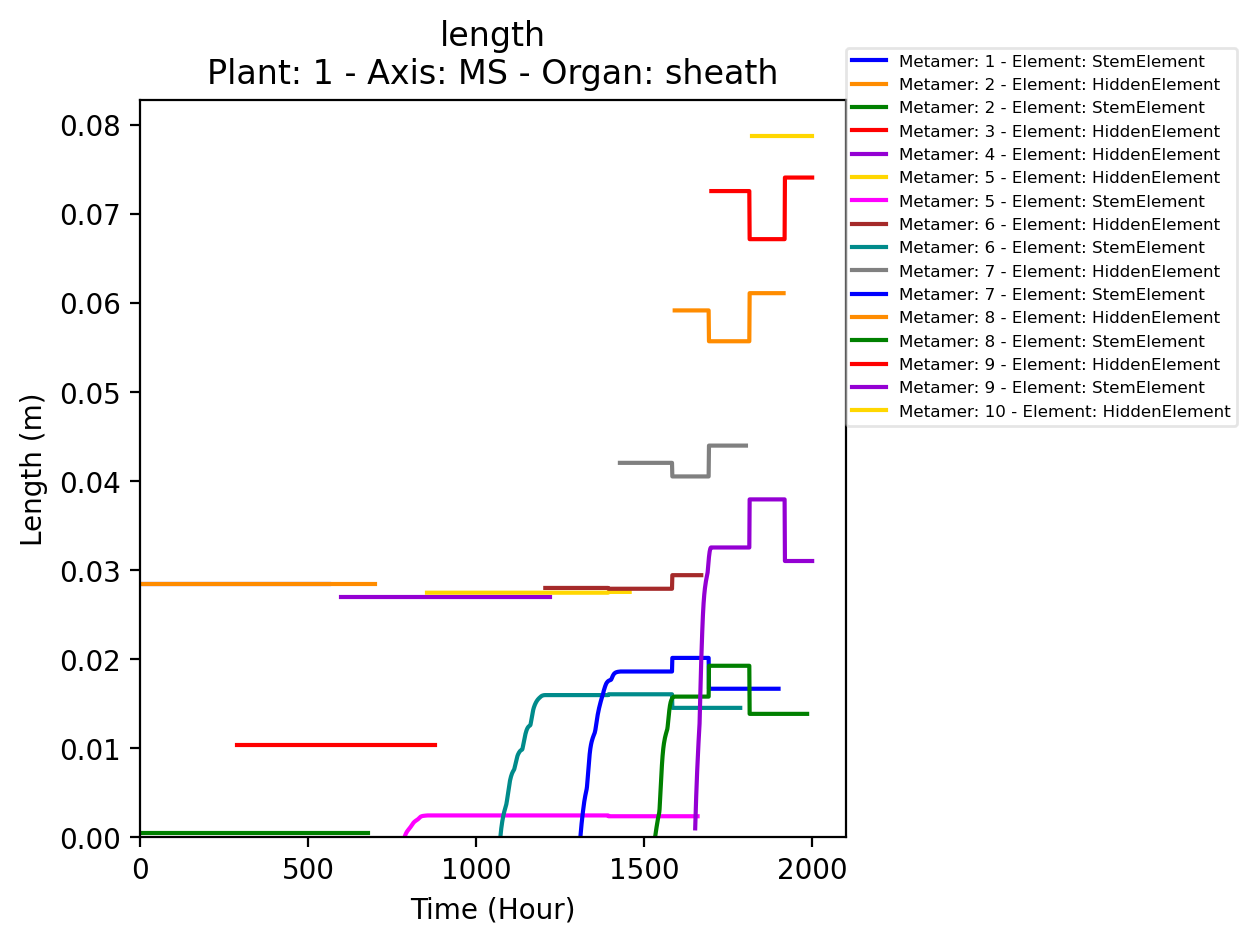 length
Plant: 1 - Axis: MS - Organ: sheath
Metamer: 1 - Element: StemElement
Metamer: 2 - Element: HiddenElement
Metamer: 2 - Element: StemElement
Metamer: 3 - Element: HiddenElement
Metamer: 4 - Element: HiddenElement
Metamer: 5 - Element: HiddenElement
Metamer: 5 - Element: StemElement
Metamer: 6 - Element: HiddenElement
Metamer: 6 - Element: StemElement
Metamer: 7 - Element: HiddenElement
Metamer: 7 - Element: StemElement
Metamer: 8 - Element: HiddenElement
Metamer: 8 - Element: StemElement
Metamer: 9 - Element: HiddenElement
Metamer: 9 - Element: StemElement
Metamer: 10 - Element: HiddenElement
Length (m)
0.08
0.07
0.06
0.05
0.04
0.03
0.02
0.01
0.00
0
500
1000
1500
2000
Time (Hour)